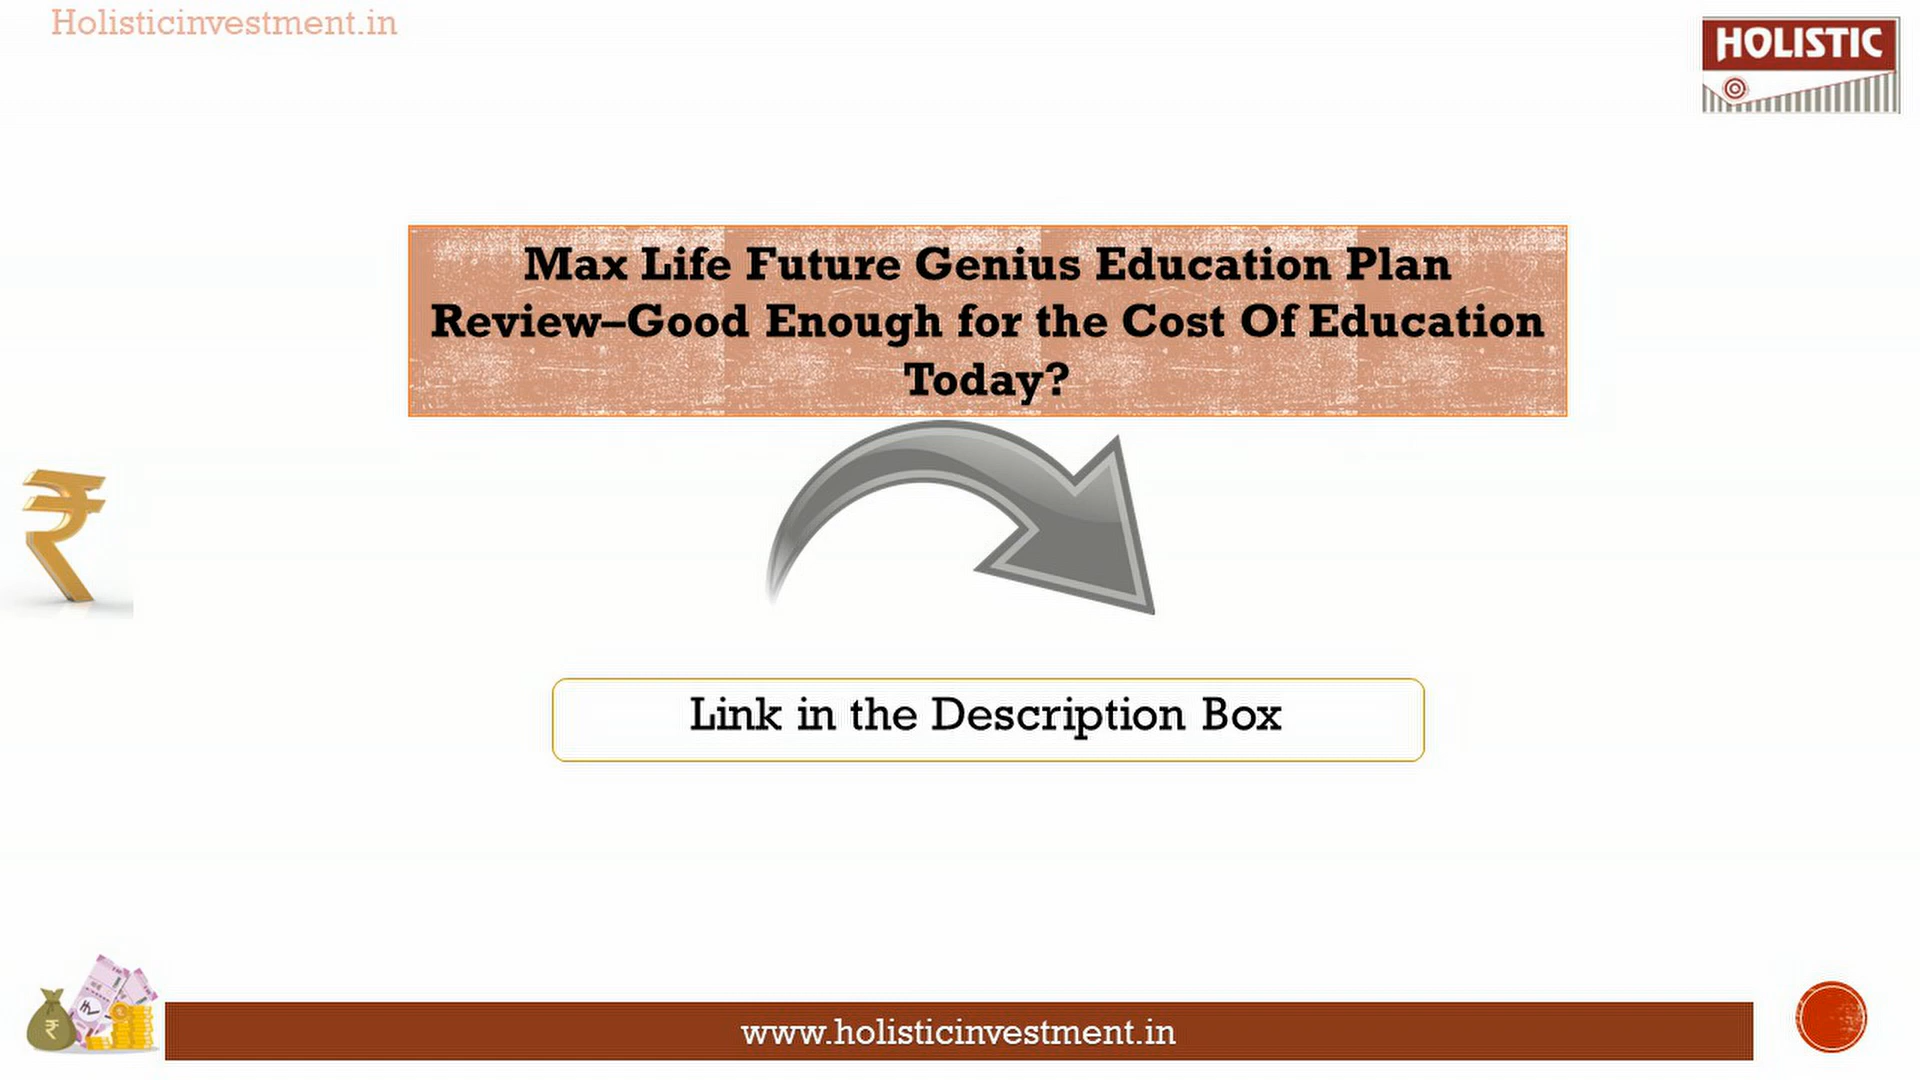 Holisticinvestment.in
HOLISTIC
Max Life Future Genius Education Plan
Review–Good Enough for the Cost Of Education
Today?
Link in the Description Box
www.holisticinvestment.in